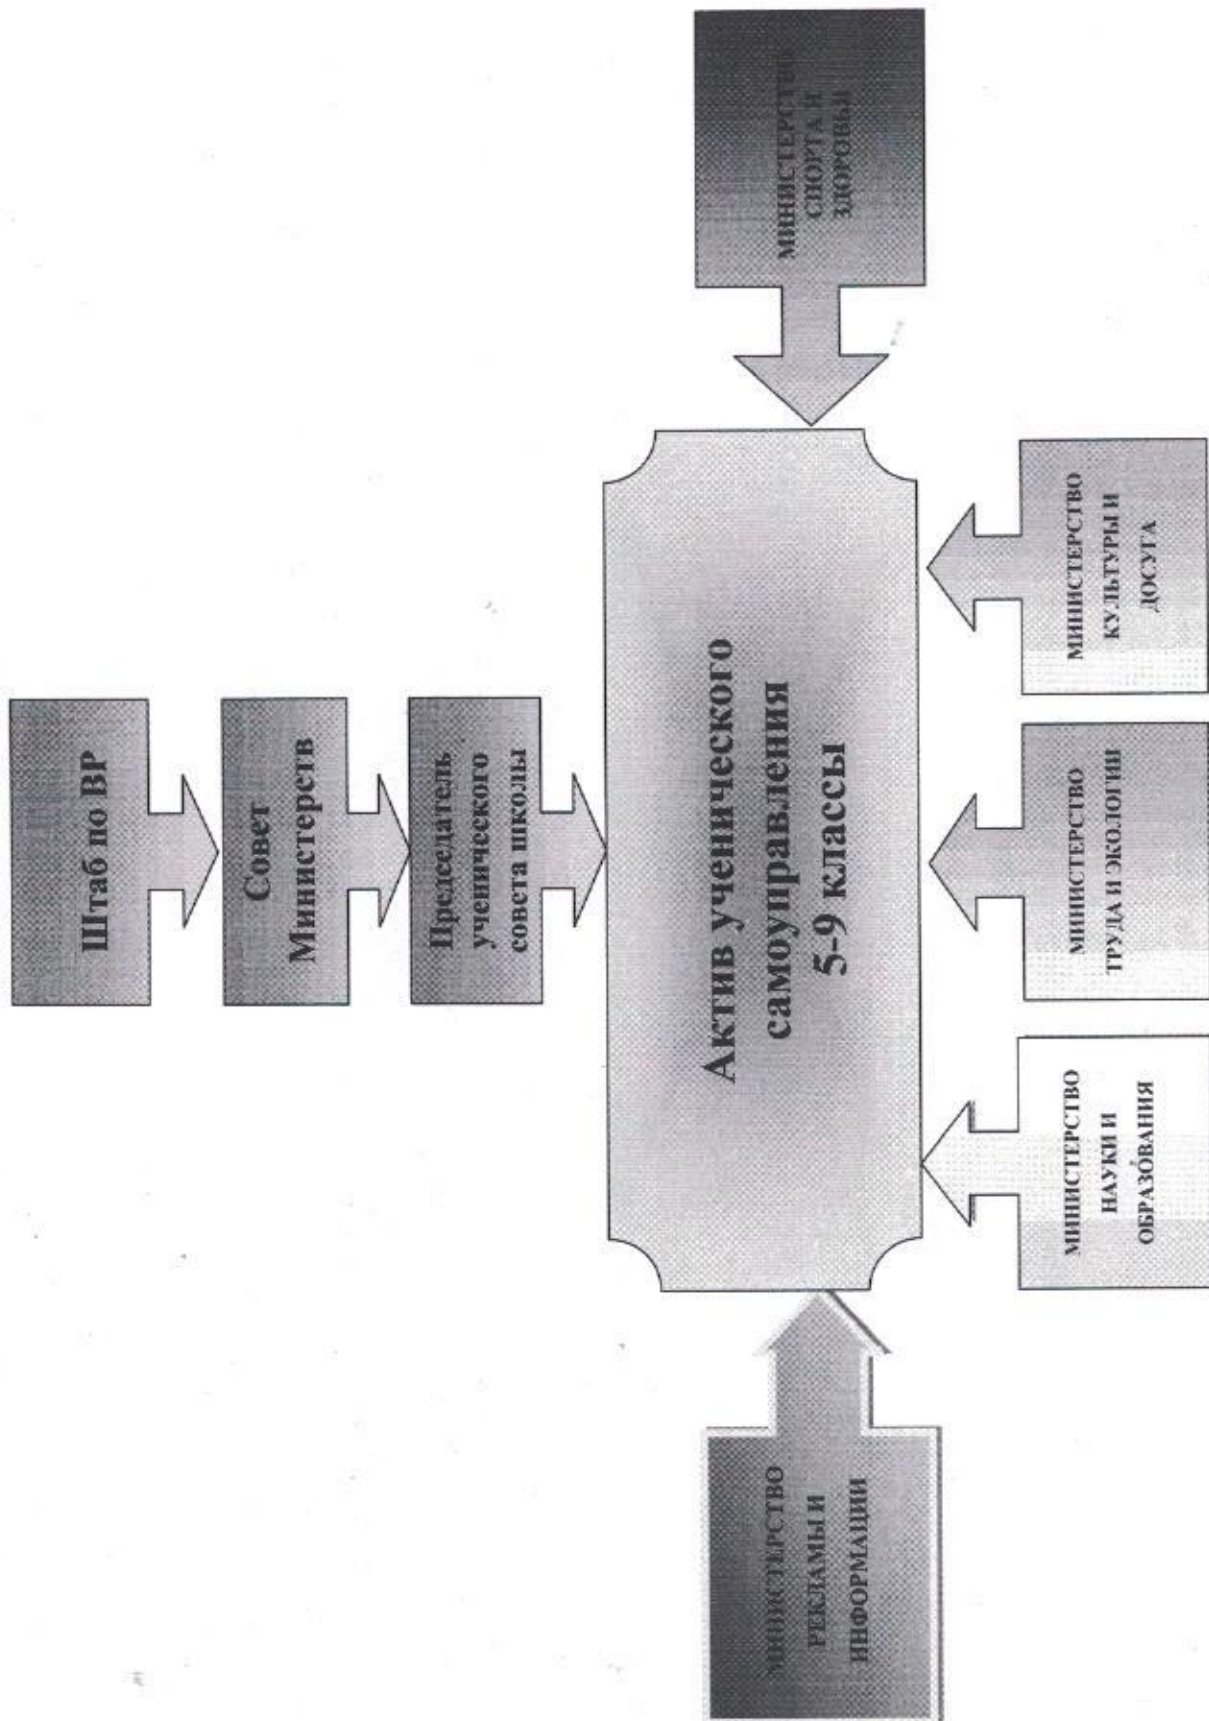 Штаб по ВР
Совет
Министерств
Председатель
ученического
совета школы
Актив ученического
самоуправления
5-9 классы
МИНИСТЕРСТВО
РЕКЛАМЫ И
ИНФОРМАЦИИ
МИНИСТЕРСТВО
НАУКИ И
ОБРАЗОВАНИЯ
МИНИСТЕРСТВО
ТРУДА И ЭКОЛОГИИ
МИНИСТЕРСТВО
КУЛЬТУРЫ И
ДОСУГА
МИНИСТЕРСТВО
СПОРТА И
ЗДОРОВЬЯ